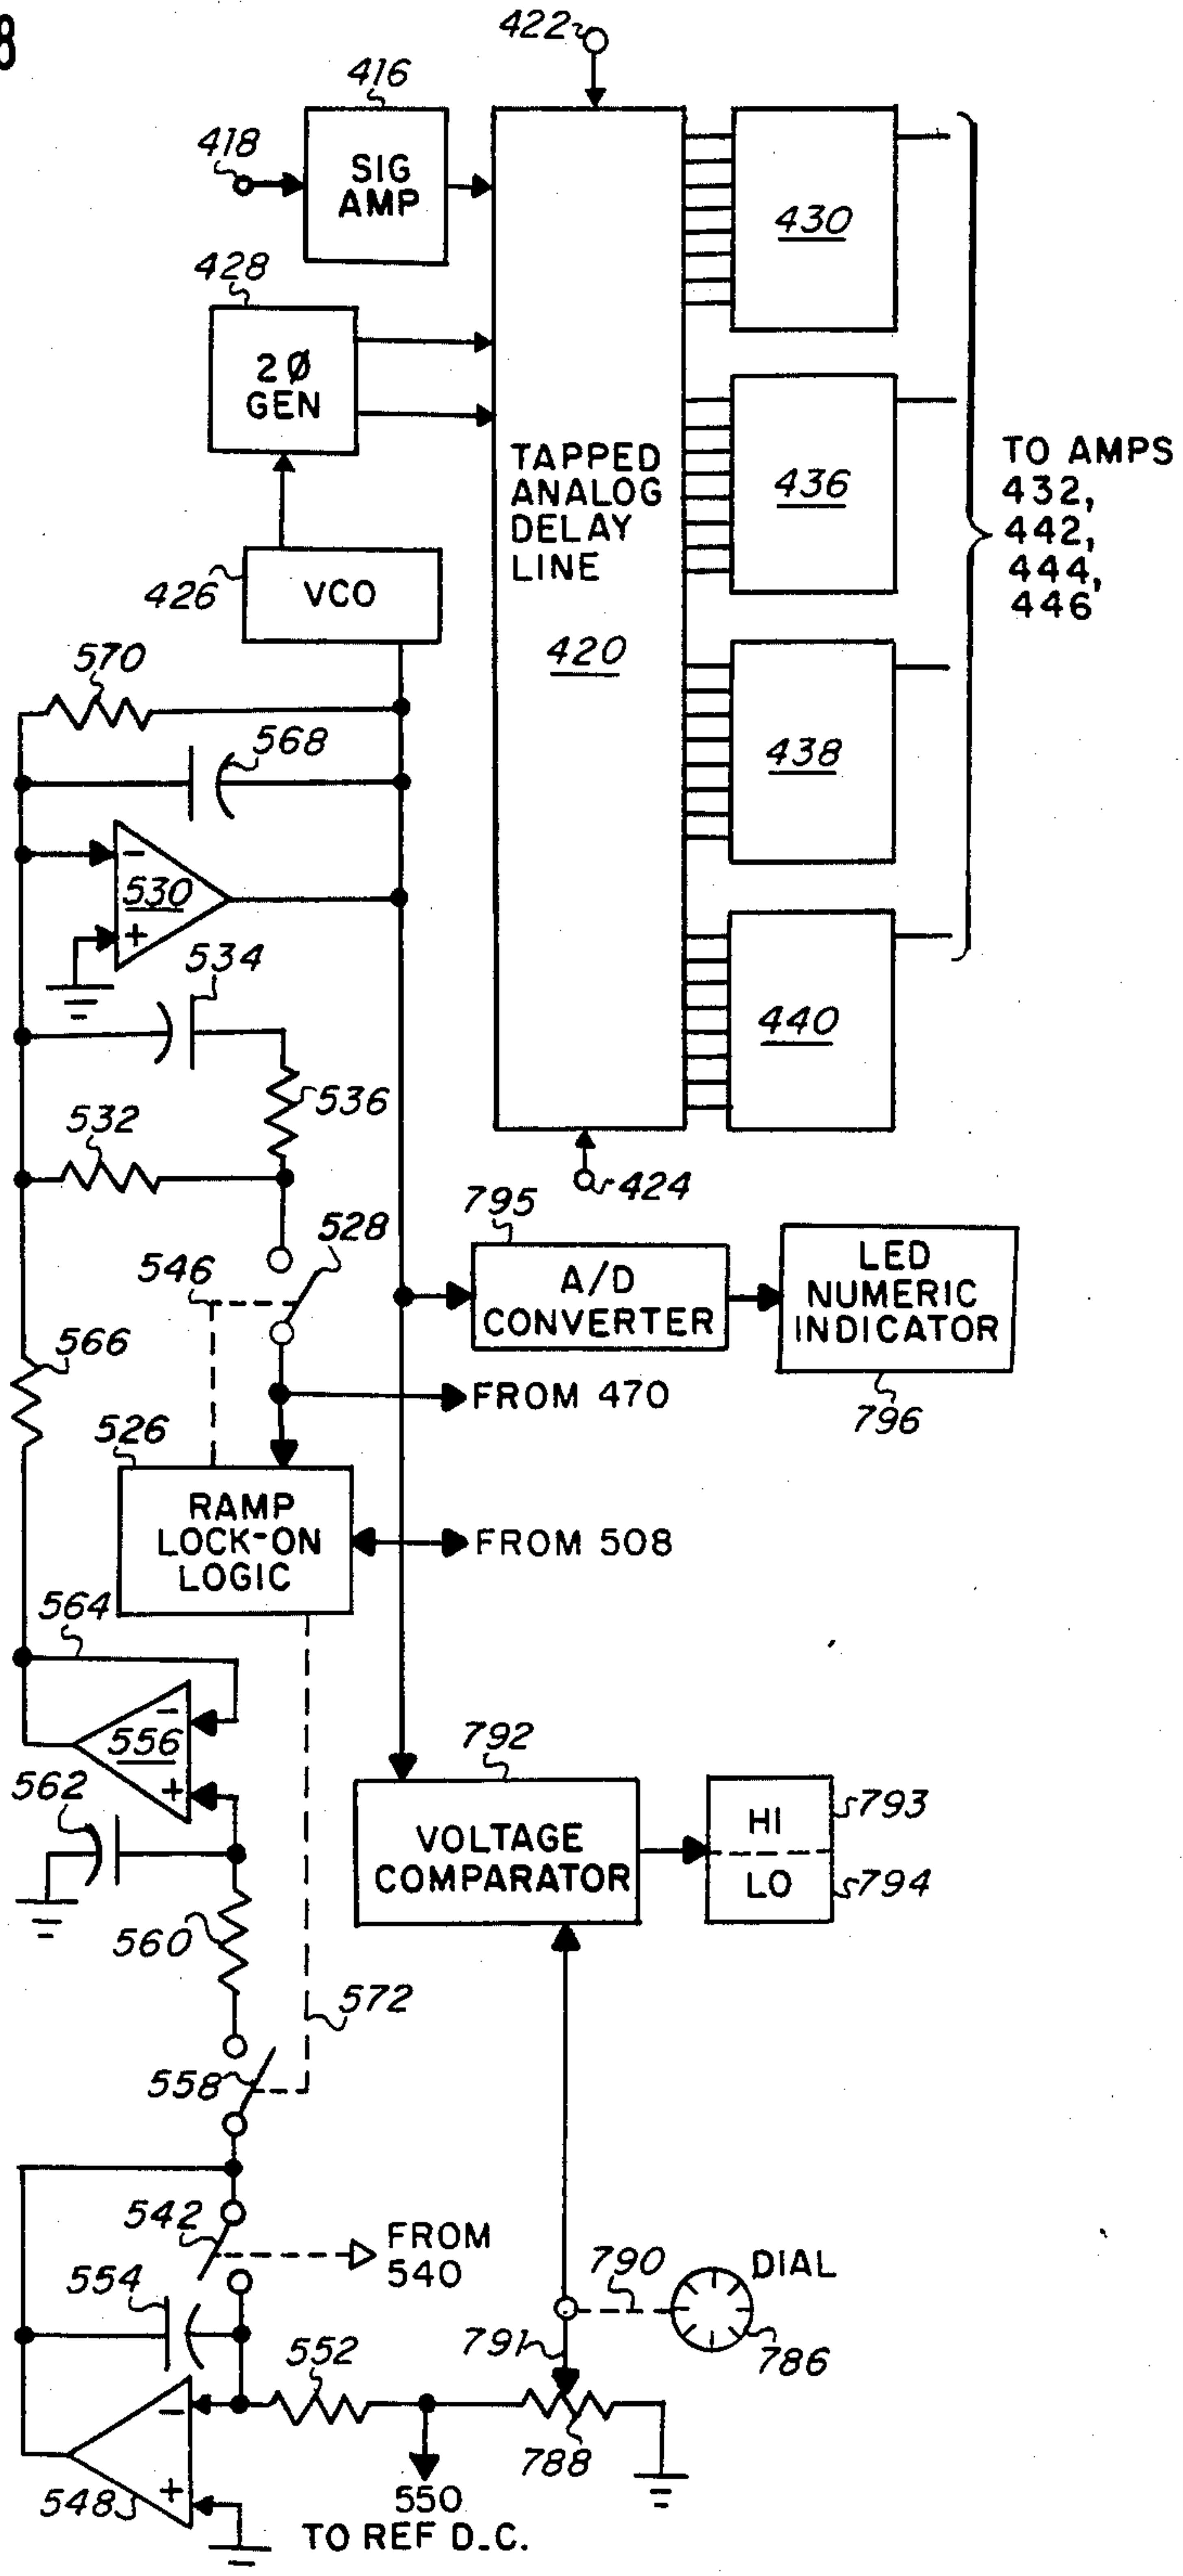 8
422
416
418
SIG
AMP
430
428
2Ø
GEN
TAPPED
ANALOG
DELAY
LINE
436
TO AMPS
432,
442,
444,
446
426
VCO
420
570
568
438
530
-
+
534
440
536
532
424
795
528
546
A/D
CONVERTER
LED
NUMERIC
INDICATOR
566
FROM 470
796
526
RAMP
LOCK-ON
LOGIC
FROM 508
564
-
556
+
792
562
VOLTAGE
COMPARATOR
HI
793
LO
794
560
572
558
542
FROM
540
790
DIAL
554
791
786
552
-
788
+
548
550
TO REF D.C.